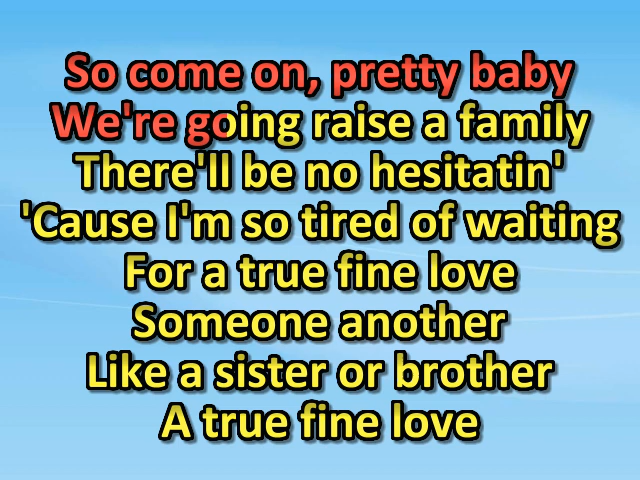 So come on, pretty baby
We're going raise a family
There'll be no hesitatin'
'Cause I'm so tired of waiting
For a true fine love
Someone another
Like a sister or brother
A true fine love